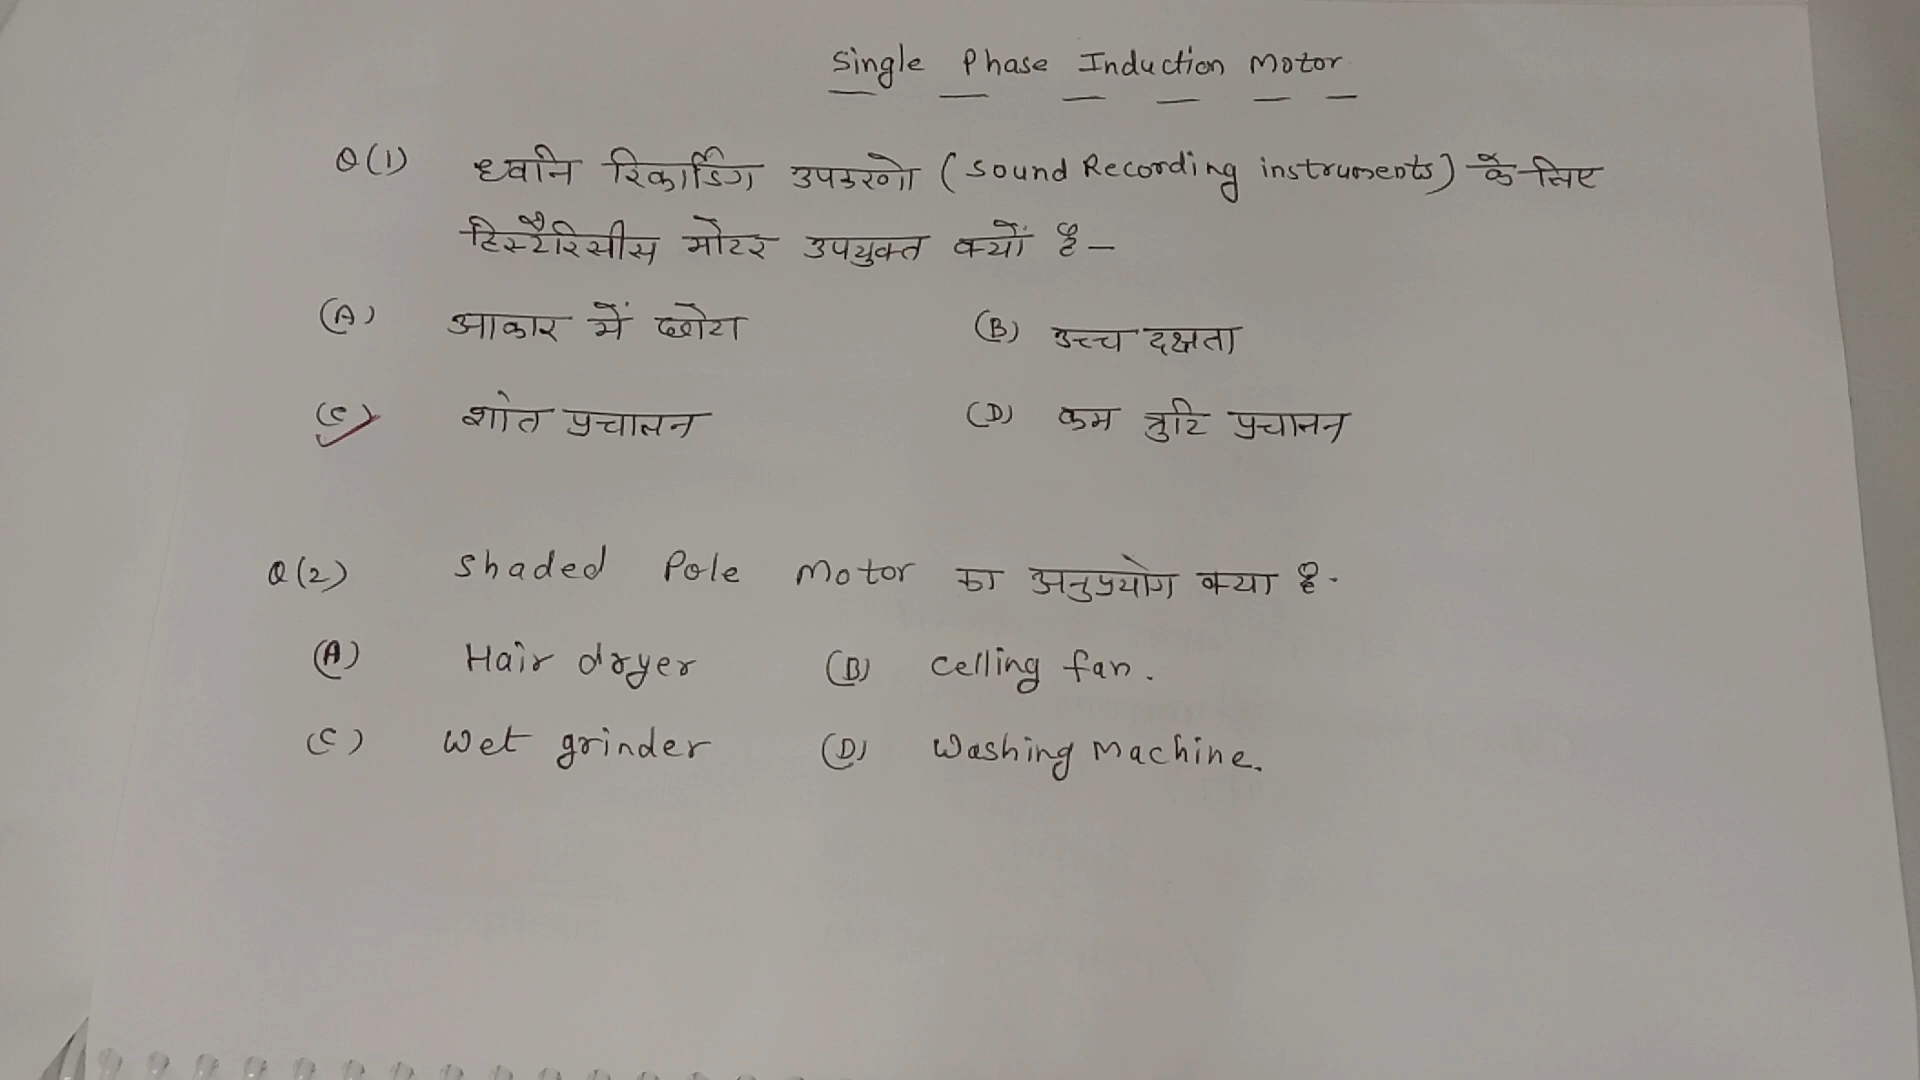 Single Phase Induction Motor
Q(1) ध्वनि रिकार्डिंग उपकरणो (Sound Recording instruments) के लिए
हिस्टैरिसीस मोटर उपयुक्त क्यों है –
(A) आकार में छोटा (B) उच्च दक्षता
(C) शांत प्रचालन (D) कम त्रुटि प्रचालन
Q(2) Shaded Pole Motor का अनुप्रयोग क्या है -
(A) Hair dryer (B) Celling fan.
(C) Wet grinder (D) Washing Machine.